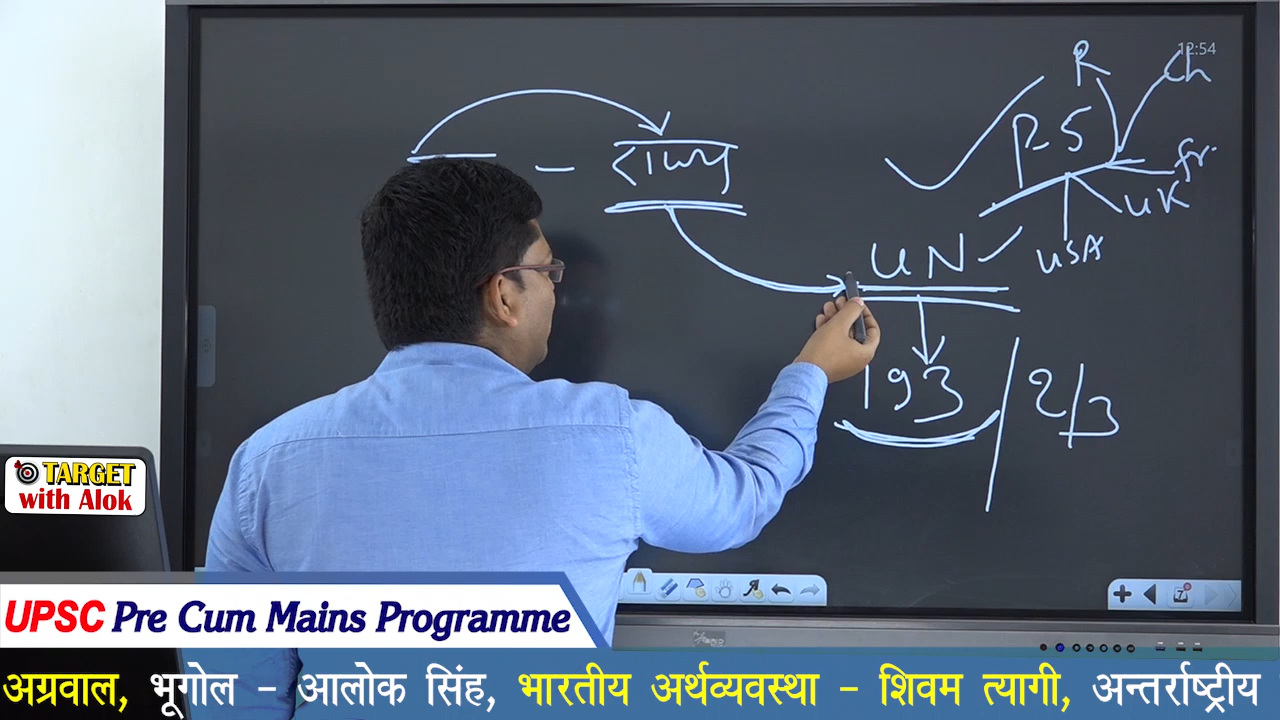 12:54
R
Ch
P-5
Fr.
UK
USA
– राज्य
UN
193 / 2/3
TARGET
with Alok
UPSC Pre Cum Mains Programme
अग्रवाल, भूगोल – आलोक सिंह, भारतीय अर्थव्यवस्था – शिवम त्यागी, अन्तर्राष्ट्रीय